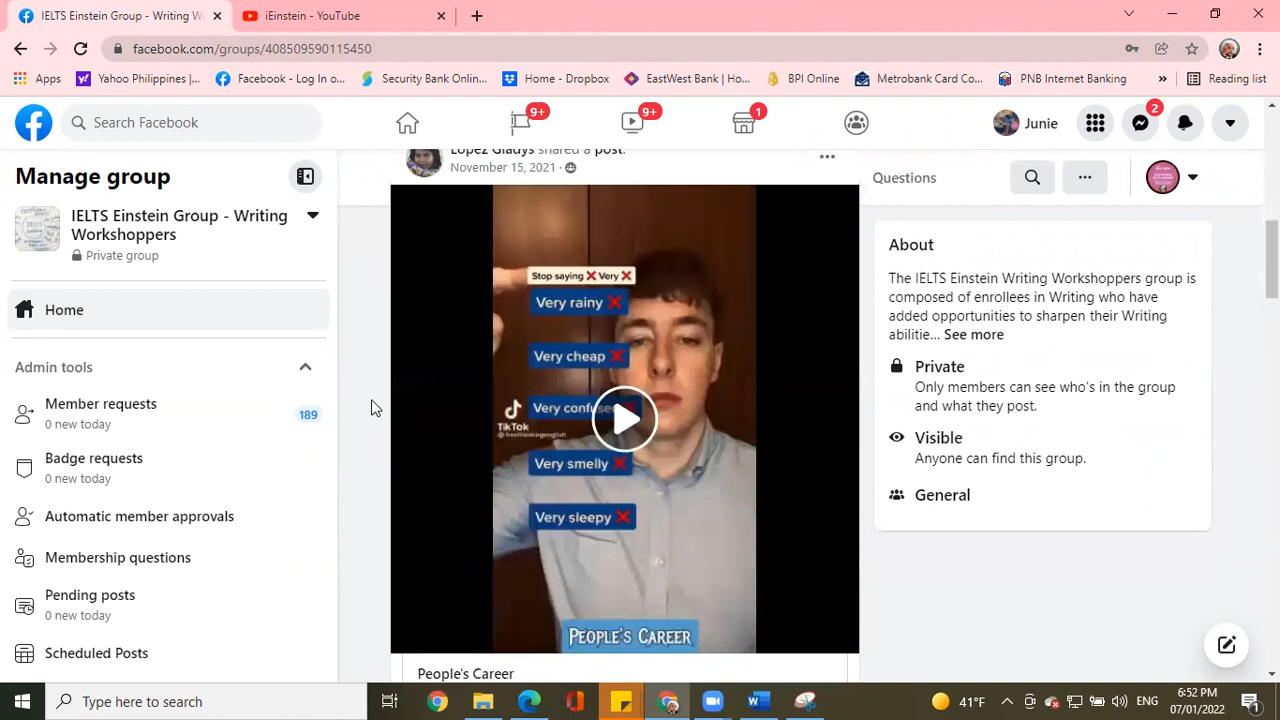 IELTS Einstein Group - Writing W
iEinstein - YouTube
facebook.com/groups/408509590115450
Apps
Yahoo Philippines |...
Facebook - Log In o...
Security Bank Onlin...
Home - Dropbox
EastWest Bank | Ho...
BPI Online
Metrobank Card Co...
PNB Internet Banking
»
Reading list
Search Facebook
9+
9+
1
Junie
2
Manage group
IELTS Einstein Group - Writing
Workshoppers
Private group
Home
Admin tools
Member requests
0 new today
189
Badge requests
0 new today
Automatic member approvals
Membership questions
Pending posts
0 new today
Scheduled Posts
Lopez Gladys shared a post.
November 15, 2021 ·
Stop saying ❌ Very ❌
Very rainy ❌
Very cheap ❌
Very confused
TikTok
Very smelly ❌
Very sleepy ❌
PEOPLE'S CAREER
People's Career
Questions
About
The IELTS Einstein Writing Workshoppers group is
composed of enrollees in Writing who have
added opportunities to sharpen their Writing
abilitie... See more
Private
Only members can see who's in the group
and what they post.
Visible
Anyone can find this group.
General
Type here to search
41°F
ENG
6:52 PM
07/01/2022
1